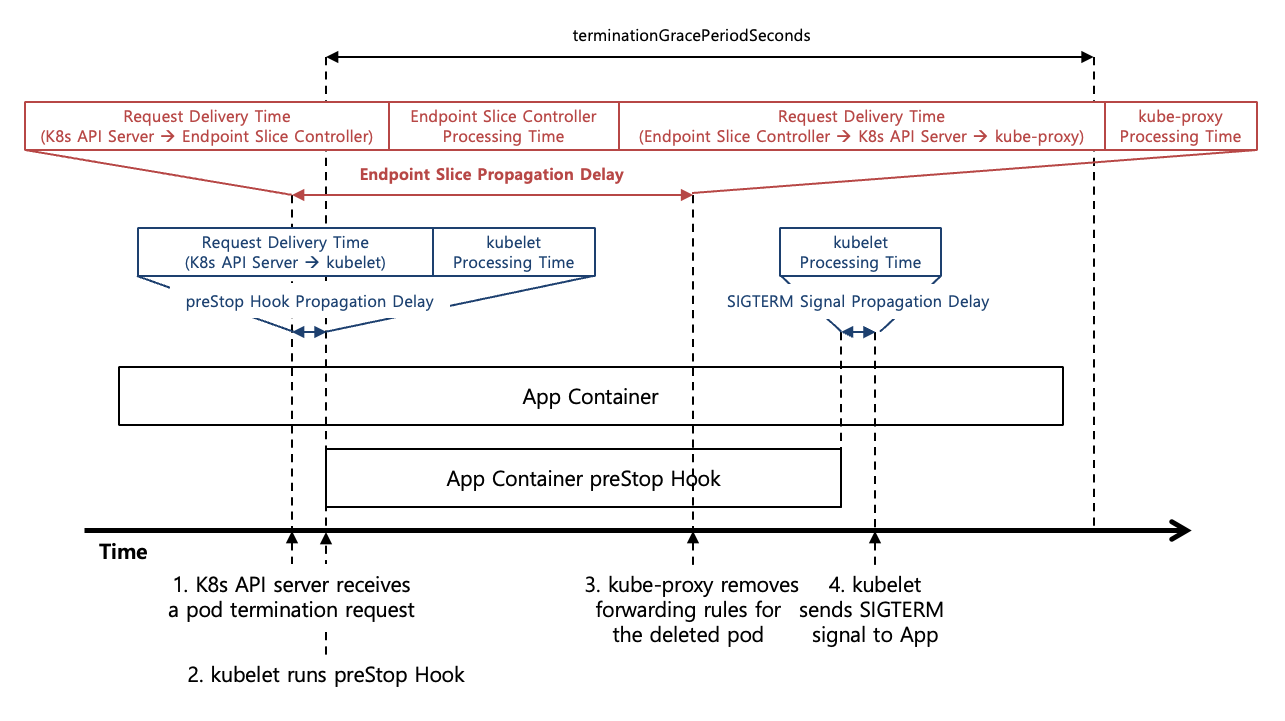 terminationGracePeriodSeconds
Request Delivery Time
(K8s API Server → Endpoint Slice Controller)
Endpoint Slice Controller
Processing Time
Request Delivery Time
(Endpoint Slice Controller → K8s API Server → kube-proxy)
kube-proxy
Processing Time
Endpoint Slice Propagation Delay
Request Delivery Time
(K8s API Server → kubelet)
kubelet
Processing Time
kubelet
Processing Time
preStop Hook Propagation Delay
SIGTERM Signal Propagation Delay
App Container
App Container preStop Hook
Time
1. K8s API server receives
a pod termination request
2. kubelet runs preStop Hook
3. kube-proxy removes
forwarding rules for
the deleted pod
4. kubelet
sends SIGTERM
signal to App